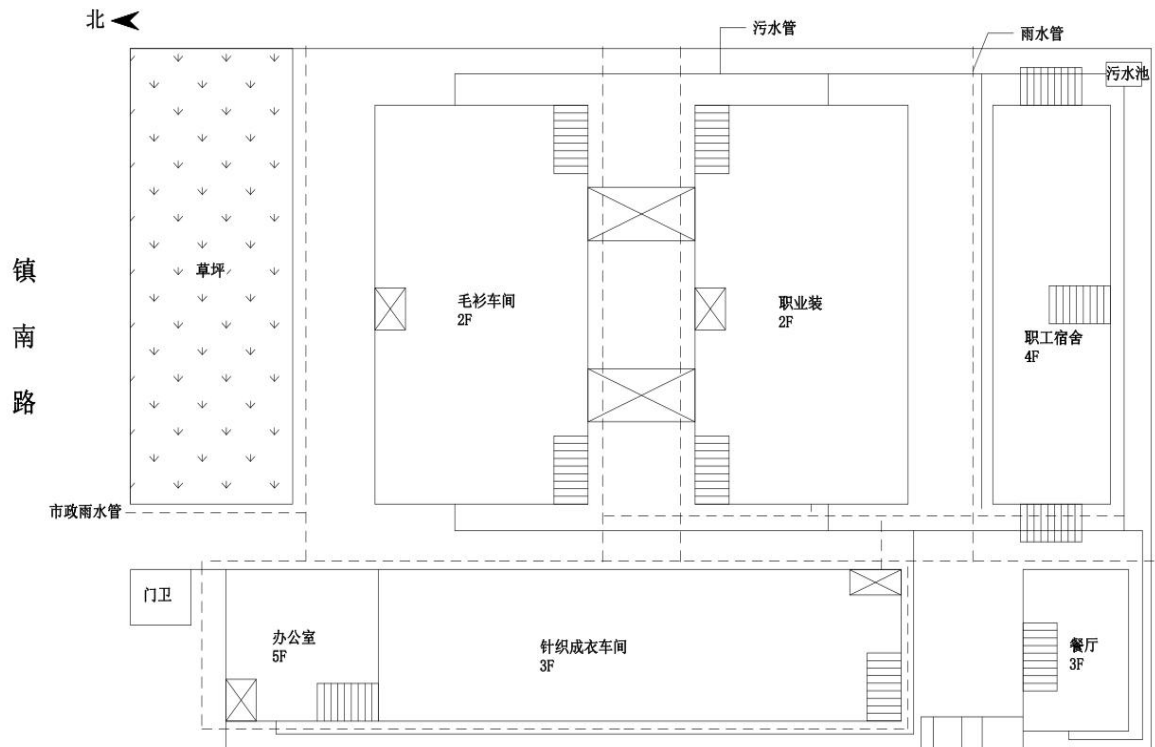 北
污水管
雨水管
污水池
草坪
毛衫车间
2F
职业装
2F
职工宿舍
4F
镇
南
路
市政雨水管
门卫
办公室
5F
针织成衣车间
3F
餐厅
3F